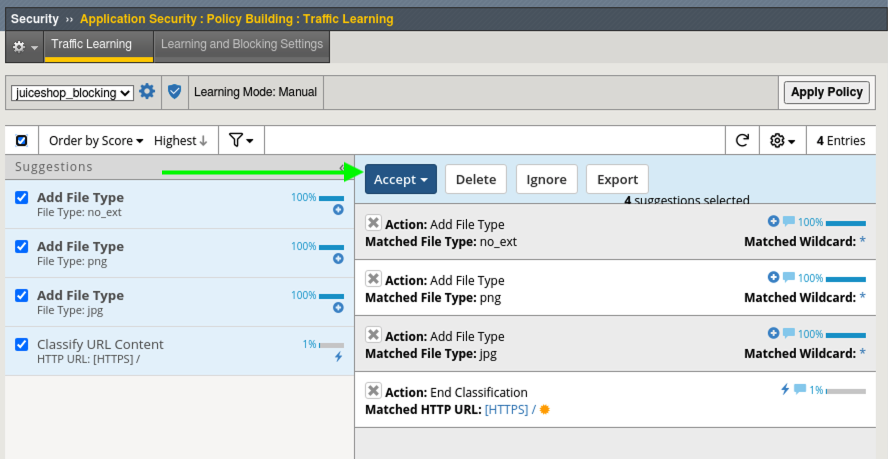 Security ›› Application Security : Policy Building : Traffic Learning
Traffic Learning Learning and Blocking Settings
juiceshop_blocking Learning Mode: Manual Apply Policy
Order by Score Highest 4 Entries
Suggestions
Accept Delete Ignore Export
4 suggestions selected
Add File Type 100%
File Type: no_ext
Add File Type 100%
File Type: png
Add File Type 100%
File Type: jpg
Classify URL Content 1%
HTTP URL: [HTTPS] /
Action: Add File Type 100%
Matched File Type: no_ext Matched Wildcard: *
Action: Add File Type 100%
Matched File Type: png Matched Wildcard: *
Action: Add File Type 100%
Matched File Type: jpg Matched Wildcard: *
Action: End Classification 1%
Matched HTTP URL: [HTTPS] /